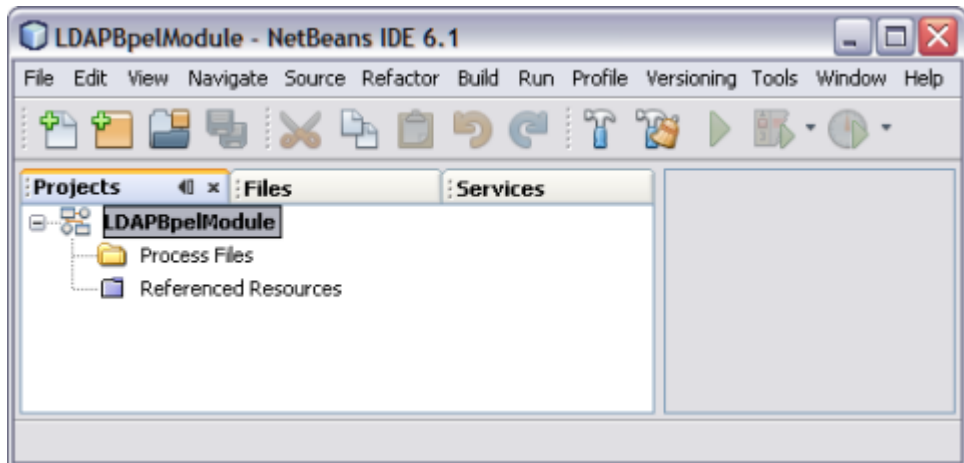 LDAPBpelModule - NetBeans IDE 6.1
File Edit View Navigate Source Refactor Build Run Profile Versioning Tools Window Help
Projects Files Services
LDAPBpelModule
Process Files
Referenced Resources